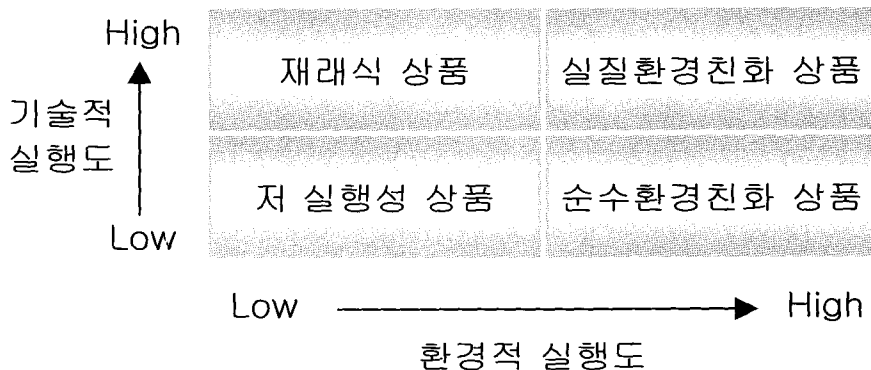 High
재래식 상품
실질환경친화 상품
기술적
실행도
저 실행성 상품
순수환경친화 상품
Low
Low
High
환경적 실행도